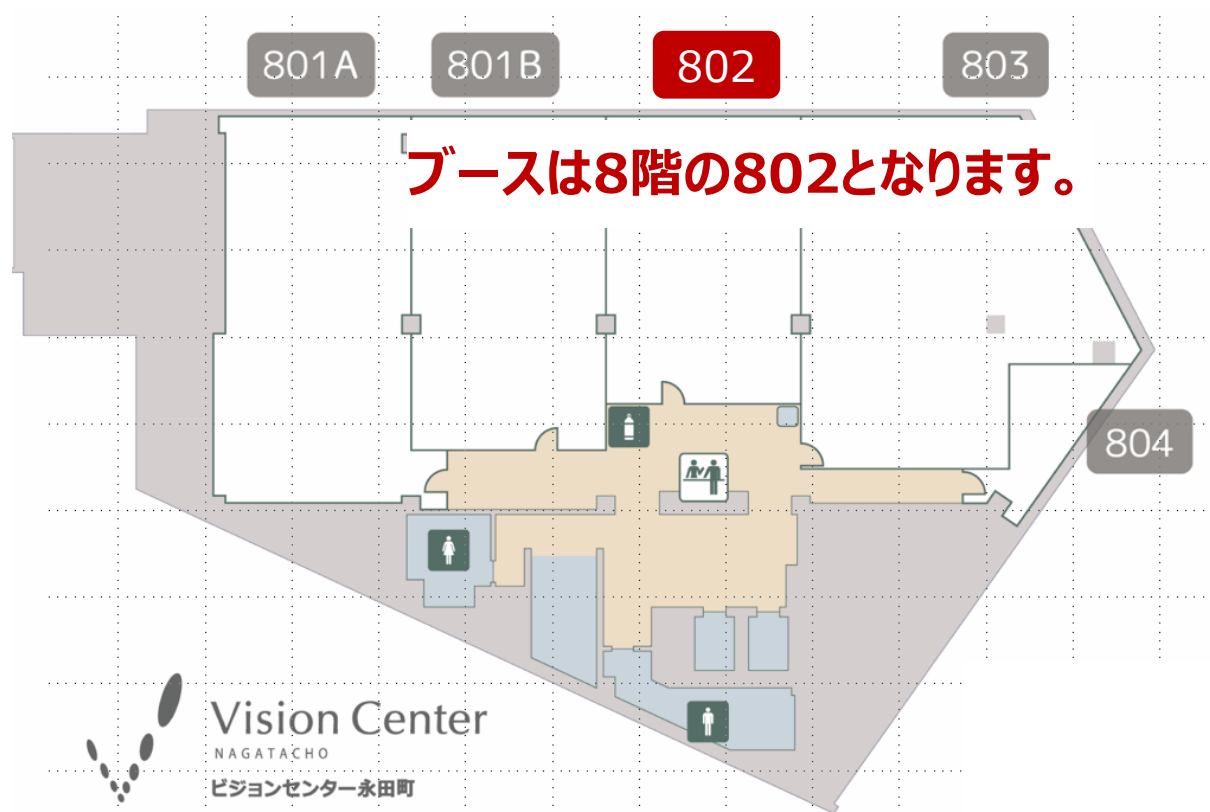 801A
801B
802
803
ブースは8階の802となります。
804
Vision Center
NAGATACHO
ビジョンセンター永田町